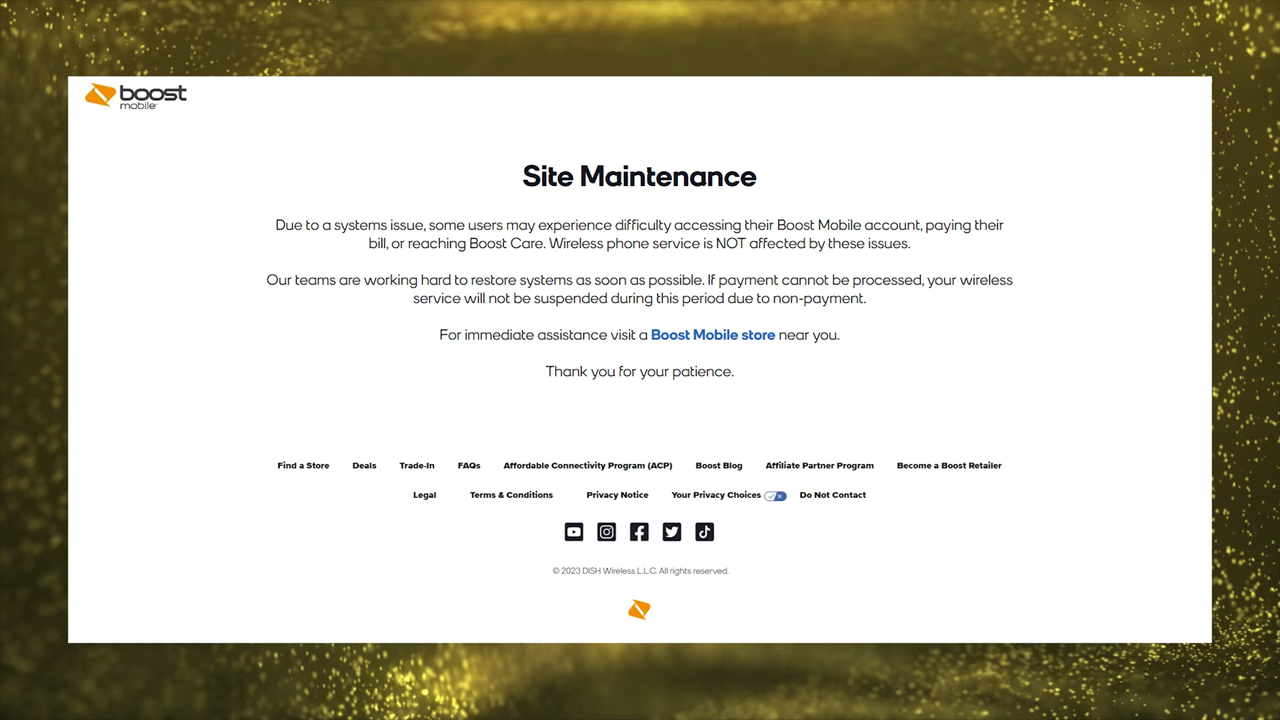 boost
mobile
Site Maintenance
Due to a systems issue, some users may experience difficulty accessing their Boost Mobile account, paying their
bill, or reaching Boost Care. Wireless phone service is NOT affected by these issues.
Our teams are working hard to restore systems as soon as possible. If payment cannot be processed, your wireless
service will not be suspended during this period due to non-payment.
For immediate assistance visit a Boost Mobile store near you.
Thank you for your patience.
Find a Store Deals Trade-In FAQs Affordable Connectivity Program (ACP) Boost Blog Affiliate Partner Program Become a Boost Retailer
Legal Terms & Conditions Privacy Notice Your Privacy Choices Do Not Contact
© 2023 DISH Wireless L.L.C. All rights reserved.